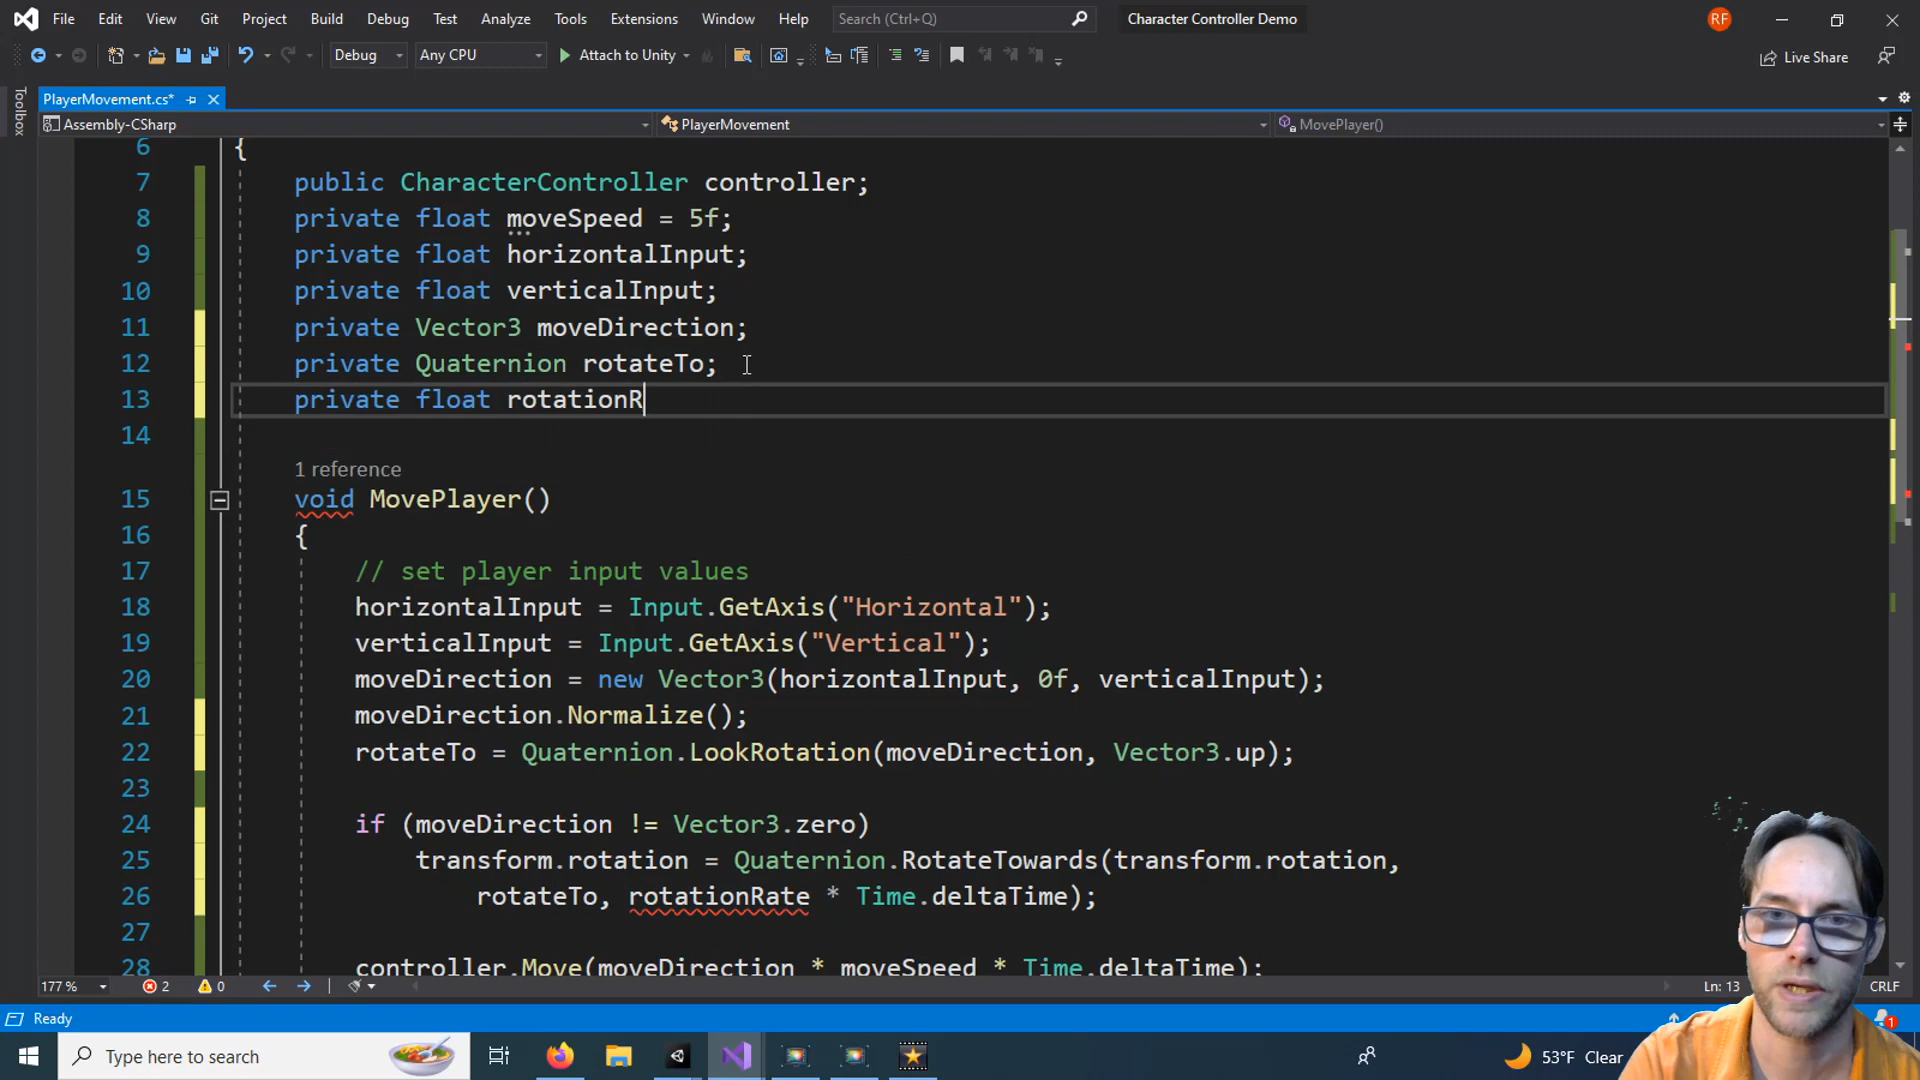 File Edit View Git Project Build Debug Test Analyze Tools Extensions Window Help Search (Ctrl+Q) Character Controller Demo RF
Debug Any CPU Attach to Unity Live Share
Toolbox
PlayerMovement.cs*
Assembly-CSharp PlayerMovement MovePlayer()
6 {
7 public CharacterController controller;
8 private float moveSpeed = 5f;
9 private float horizontalInput;
10 private float verticalInput;
11 private Vector3 moveDirection;
12 private Quaternion rotateTo;
13 private float rotationR
14
1 reference
15 void MovePlayer()
16 {
17 // set player input values
18 horizontalInput = Input.GetAxis("Horizontal");
19 verticalInput = Input.GetAxis("Vertical");
20 moveDirection = new Vector3(horizontalInput, 0f, verticalInput);
21 moveDirection.Normalize();
22 rotateTo = Quaternion.LookRotation(moveDirection, Vector3.up);
23
24 if (moveDirection != Vector3.zero)
25 transform.rotation = Quaternion.RotateTowards(transform.rotation,
26 rotateTo, rotationRate * Time.deltaTime);
27
28 controller.Move(moveDirection * moveSpeed * Time.deltaTime);
177 % 2 0 Ln: 13 CRLF
Ready 1
Type here to search 53°F Clear